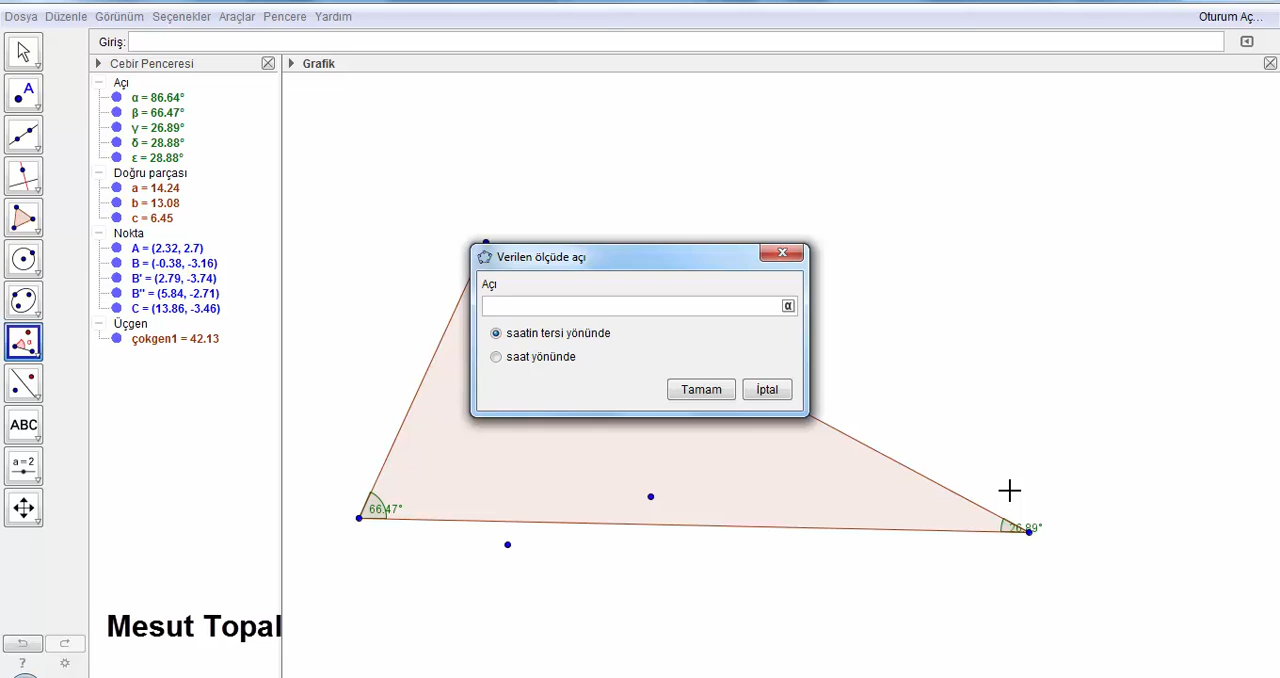 Dosya Düzenle Görünüm Seçenekler Araçlar Pencere Yardım Oturum Aç...
Giriş:
Cebir Penceresi
Grafik
Açı
α = 86.64°
β = 66.47°
γ = 26.89°
δ = 28.88°
ε = 28.88°
Doğru parçası
a = 14.24
b = 13.08
c = 6.45
Nokta
A = (2.32, 2.7)
B = (-0.38, -3.16)
B' = (2.79, -3.74)
B'' = (5.84, -2.71)
C = (13.86, -3.46)
Üçgen
çokgen1 = 42.13
A
α
ABC
a = 2
?
Verilen ölçüde açı
Açı
α
saatin tersi yönünde
saat yönünde
Tamam İptal
66.47°
26.89°
Mesut Topal